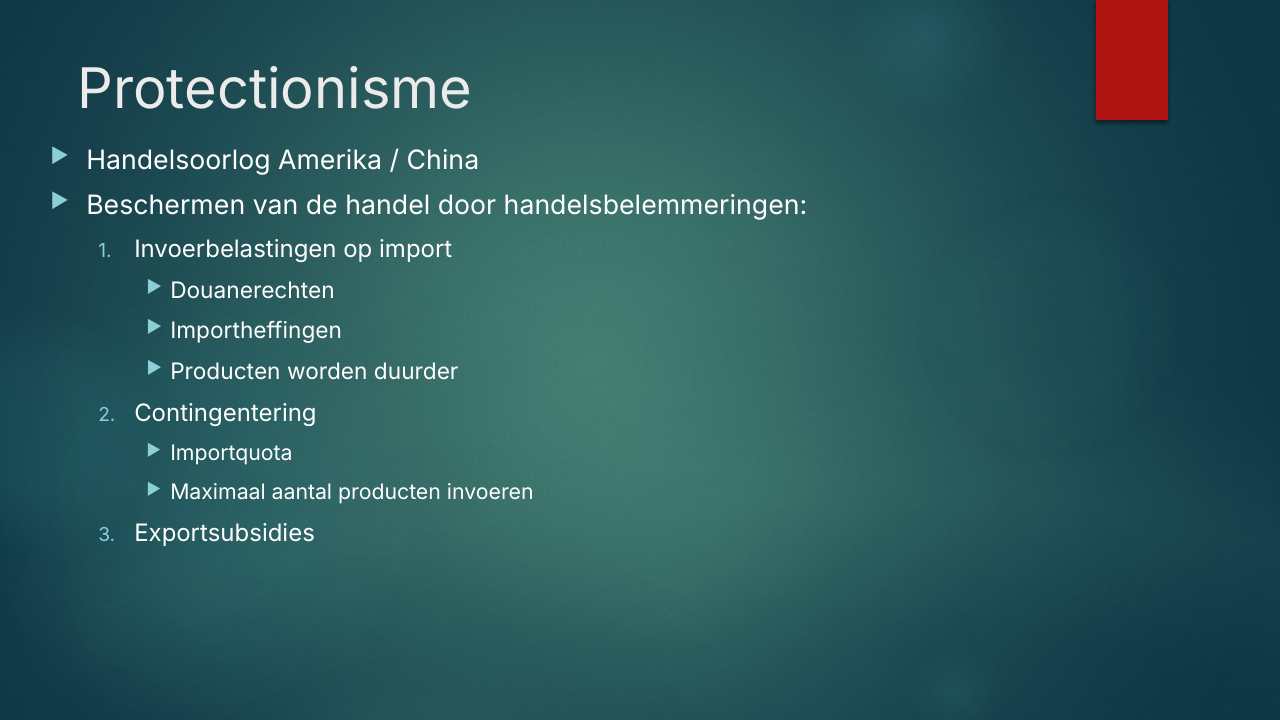 Protectionisme
Handelsoorlog Amerika / China
Beschermen van de handel door handelsbelemmeringen:
1. Invoerbelastingen op import
Douanerechten
Importheffingen
Producten worden duurder
2. Contingentering
Importquota
Maximaal aantal producten invoeren
3. Exportsubsidies